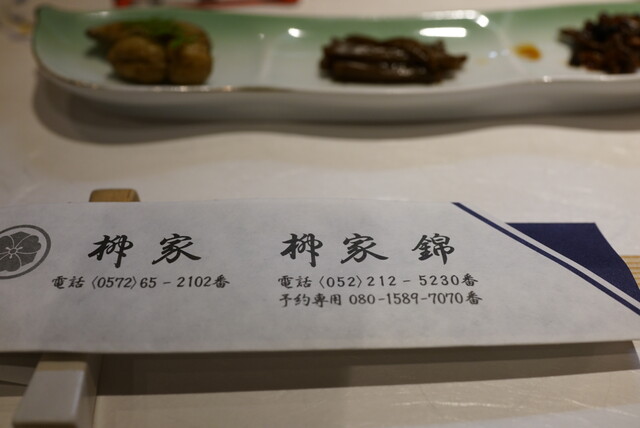 柳家
電話〈0572〉65-2102番
柳家 錦
電話〈052〉212-5230番
予約専用 080-1589-7070番